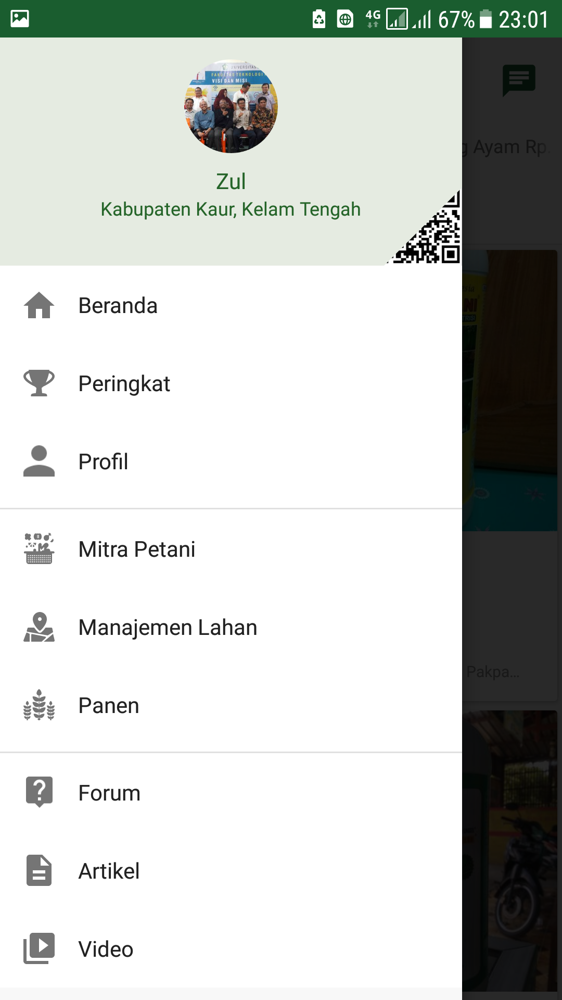 4G 67% 23:01
UNIVERSITAS
FAKULTAS TEKNOLOGI
VISI DAN MISI
Zul
Kabupaten Kaur, Kelam Tengah
g Ayam Rp.
Beranda
Peringkat
Profil
Mitra Petani
Manajemen Lahan
Pakpa...
Panen
Forum
Artikel
Video